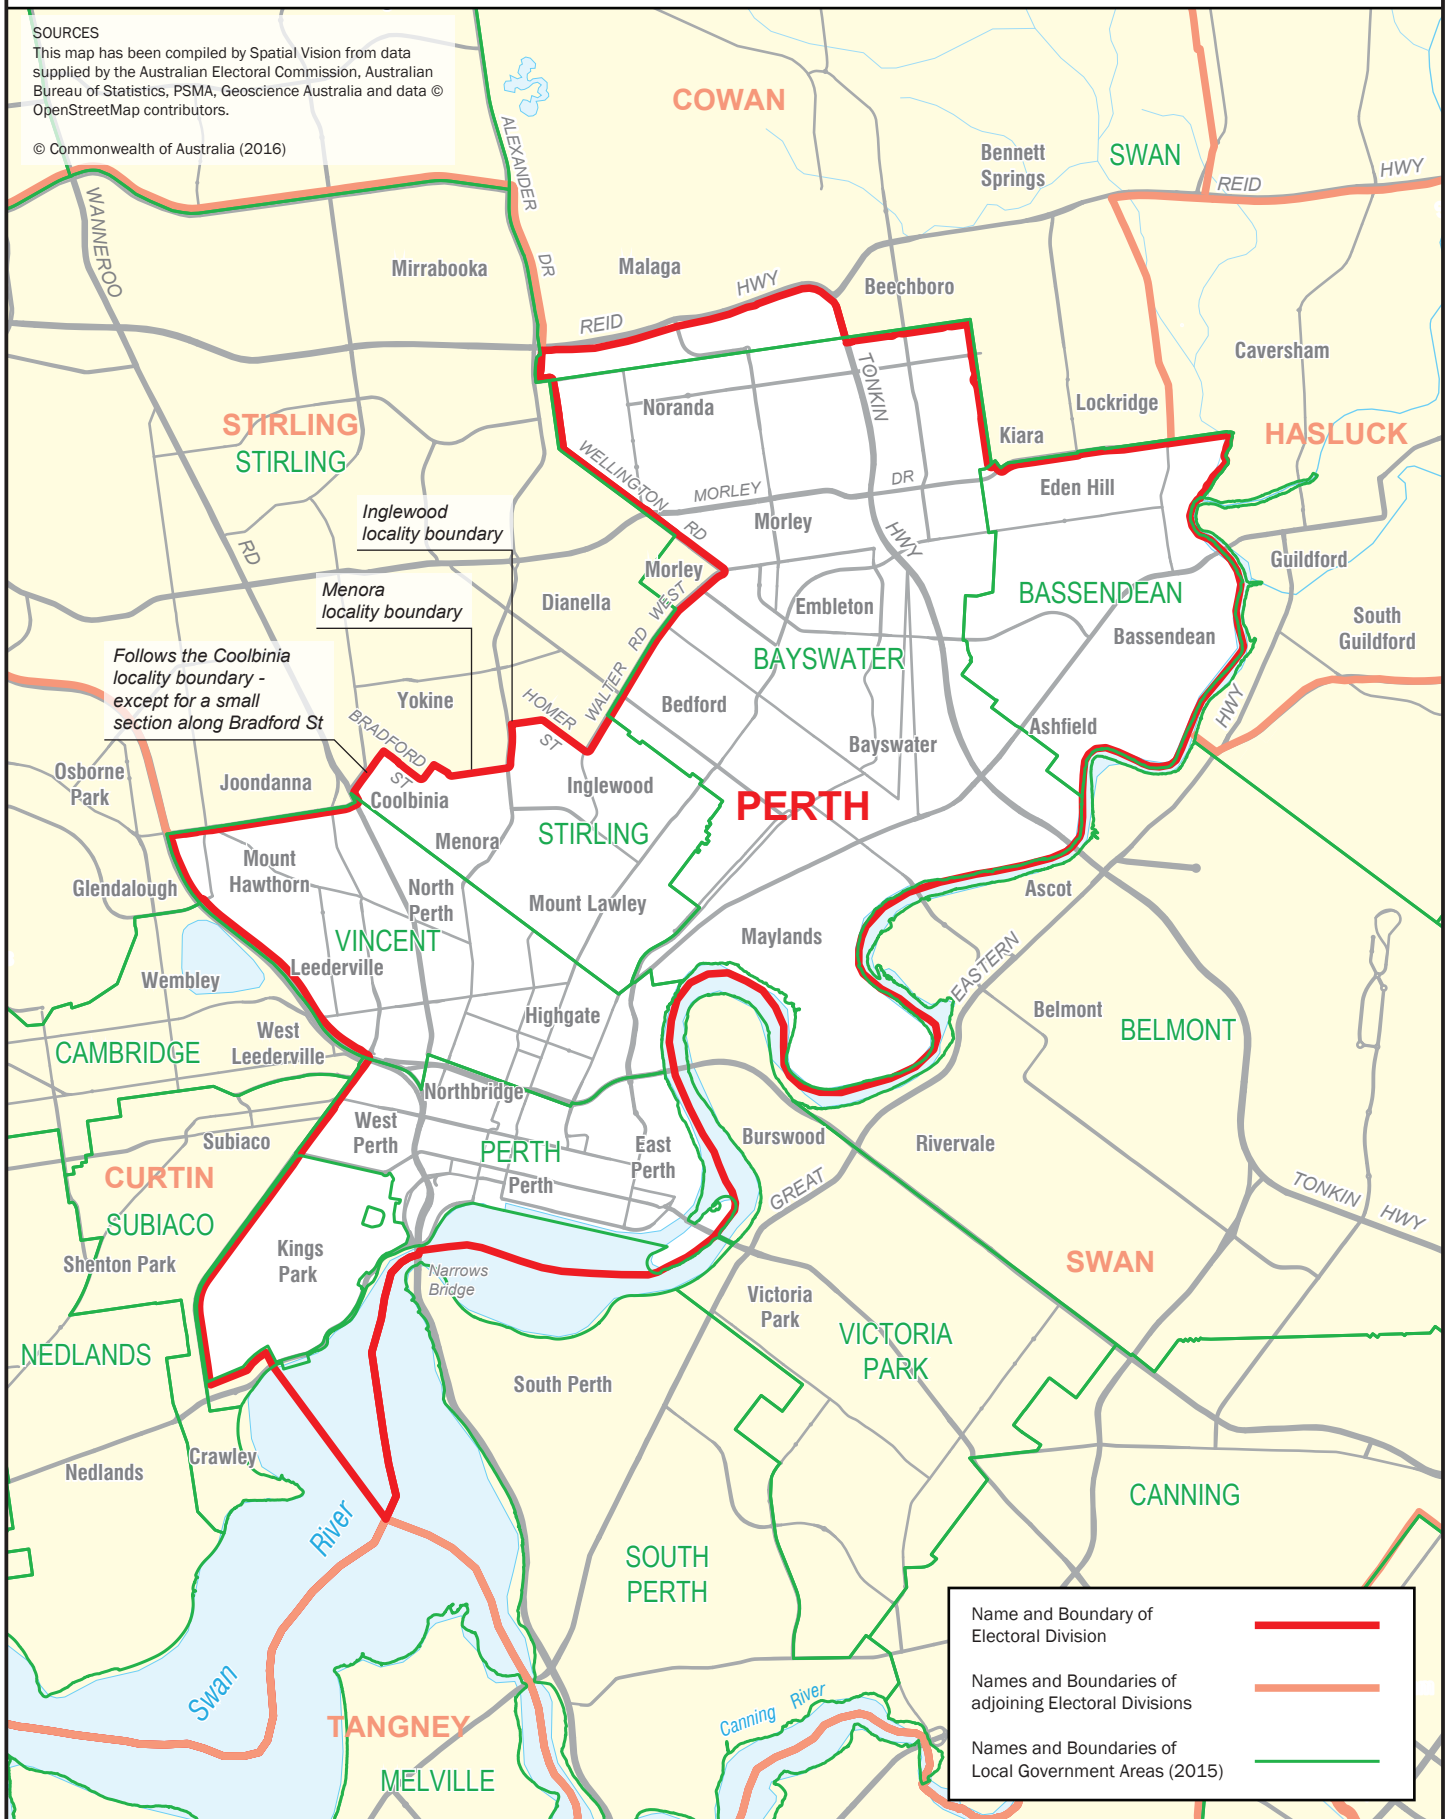 SOURCES
This map has been compiled by Spatial Vision from data
supplied by the Australian Electoral Commission, Australian
Bureau of Statistics, PSMA, Geoscience Australia and data ©
OpenStreetMap contributors.
© Commonwealth of Australia (2016)
COWAN
ALEXANDER
DR
Bennett
Springs
SWAN
REID
HWY
WANNEROO
RD
Mirrabooka
Malaga
REID
HWY
Beechboro
TONKIN
HWY
Caversham
Lockridge
HASLUCK
Kiara
Noranda
STIRLING
STIRLING
WELLINGTON
RD
MORLEY
DR
Eden Hill
Inglewood
locality boundary
Morley
Morley
Guildford
Menora
locality boundary
Dianella
WALTER
RD
WEST
Embleton
BASSENDEAN
South
Guildford
Bassendean
Follows the Coolbinia
locality boundary -
except for a small
section along Bradford St
BAYSWATER
Yokine
HOMER
ST
Bedford
BRADFORD
ST
Ashfield
HWY
Bayswater
Osborne
Park
Joondanna
Coolbinia
Inglewood
PERTH
Menora
STIRLING
Mount
Hawthorn
Glendalough
North
Perth
Mount Lawley
Ascot
VINCENT
Maylands
Leederville
Wembley
EASTERN
Highgate
Belmont
BELMONT
West
Leederville
CAMBRIDGE
Northbridge
West
Perth
Subiaco
PERTH
East
Perth
Burswood
Rivervale
CURTIN
Perth
GREAT
TONKIN
HWY
SUBIACO
Shenton Park
Kings
Park
Narrows
Bridge
SWAN
Victoria
Park
VICTORIA
PARK
NEDLANDS
South Perth
Crawley
Nedlands
CANNING
River
Swan
SOUTH
PERTH
Canning
River
TANGNEY
MELVILLE
Name and Boundary of
Electoral Division
Names and Boundaries of
adjoining Electoral Divisions
Names and Boundaries of
Local Government Areas (2015)